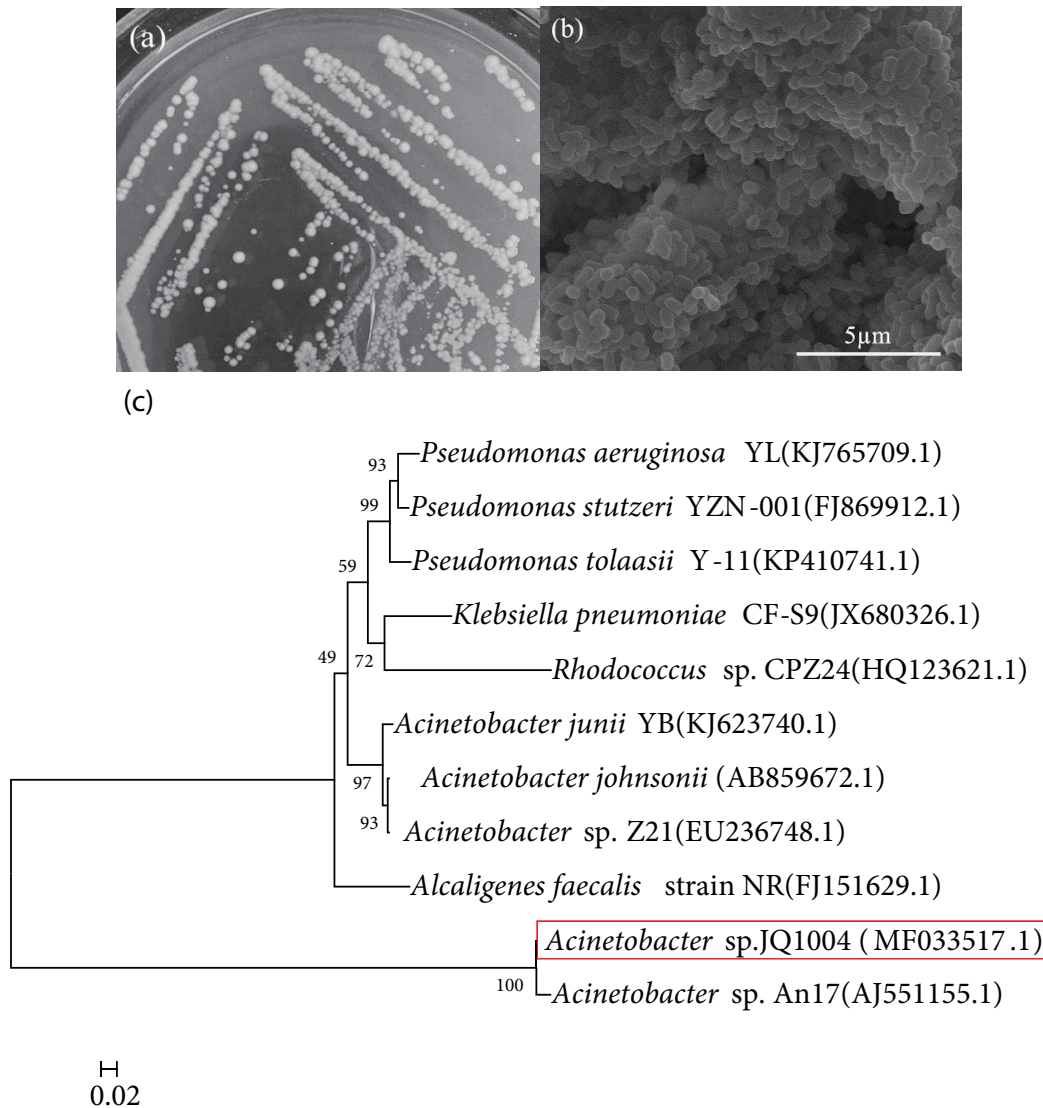 (a)
(b)
5µm
(c)
93
Pseudomonas aeruginosa YL(KJ765709.1)
99
Pseudomonas stutzeri YZN-001(FJ869912.1)
Pseudomonas tolaasii Y-11(KP410741.1)
59
Klebsiella pneumoniae CF-S9(JX680326.1)
49
72
Rhodococcus sp. CPZ24(HQ123621.1)
Acinetobacter junii YB(KJ623740.1)
97
Acinetobacter johnsonii (AB859672.1)
93
Acinetobacter sp. Z21(EU236748.1)
Alcaligenes faecalis strain NR(FJ151629.1)
Acinetobacter sp.JQ1004 (MF033517.1)
100
Acinetobacter sp. An17(AJ551155.1)
0.02